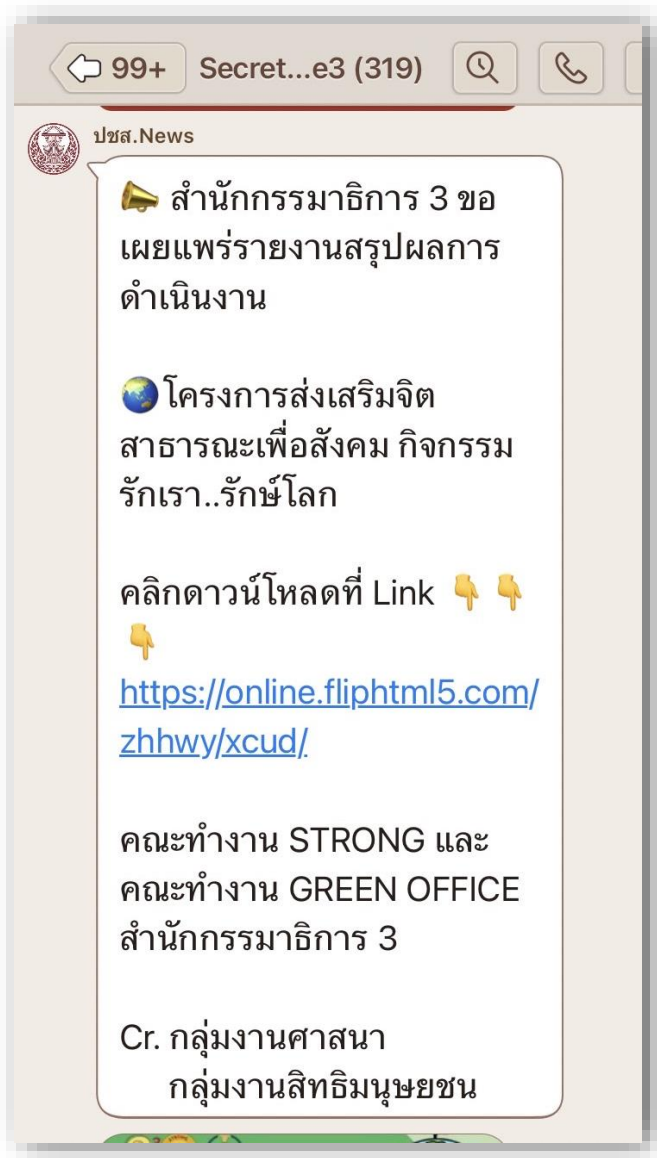 99+ Secret...e3 (319)
ปชส.News
📣 สำนักกรรมาธิการ 3 ขอ
เผยแพร่รายงานสรุปผลการ
ดำเนินงาน
🌏โครงการส่งเสริมจิต
สาธารณะเพื่อสังคม กิจกรรม
รักเรา..รักษ์โลก
คลิกดาวน์โหลดที่ Link 👇 👇
👇
https://online.fliphtml5.com/
zhhwy/xcud/
คณะทำงาน STRONG และ
คณะทำงาน GREEN OFFICE
สำนักกรรมาธิการ 3
Cr. กลุ่มงานศาสนา
กลุ่มงานสิทธิมนุษยชน